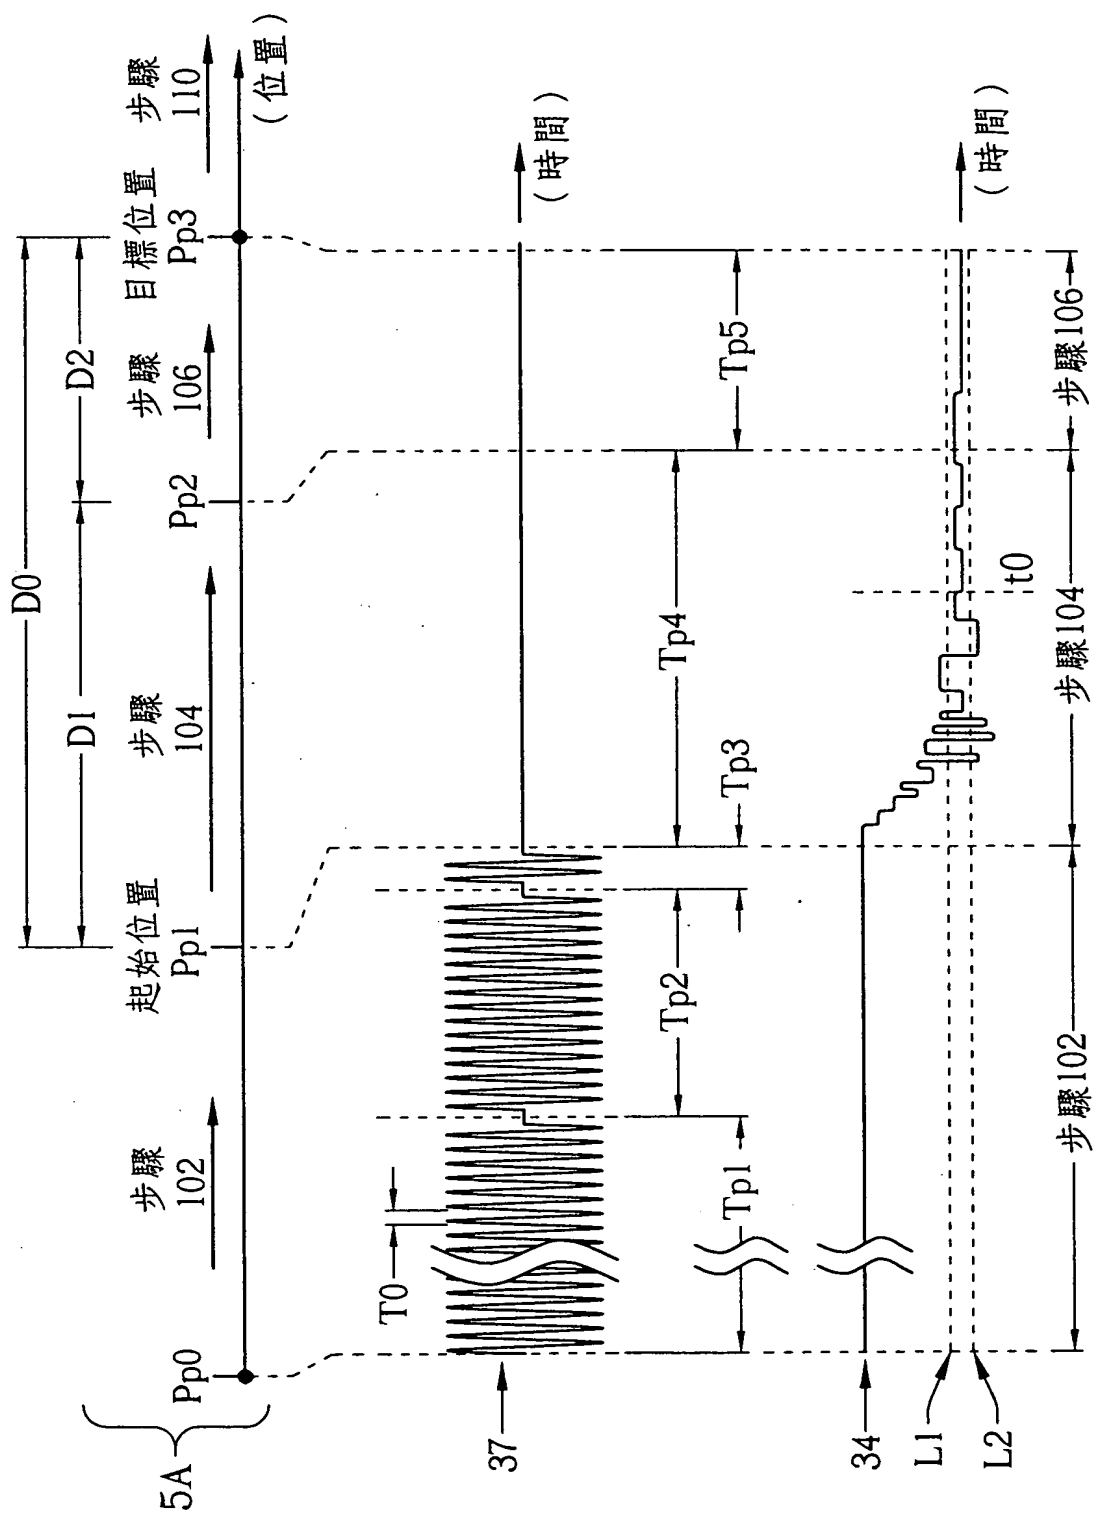 D0
D1
D2
步驟
102
步驟
104
步驟
106
步驟
110
起始位置
目標位置
Pp0
Pp1
Pp2
Pp3
(位置)
5A
T0
37
(時間)
Tp1
Tp2
Tp3
Tp4
Tp5
34
L1
L2
t0
(時間)
步驟102
步驟104
步驟106